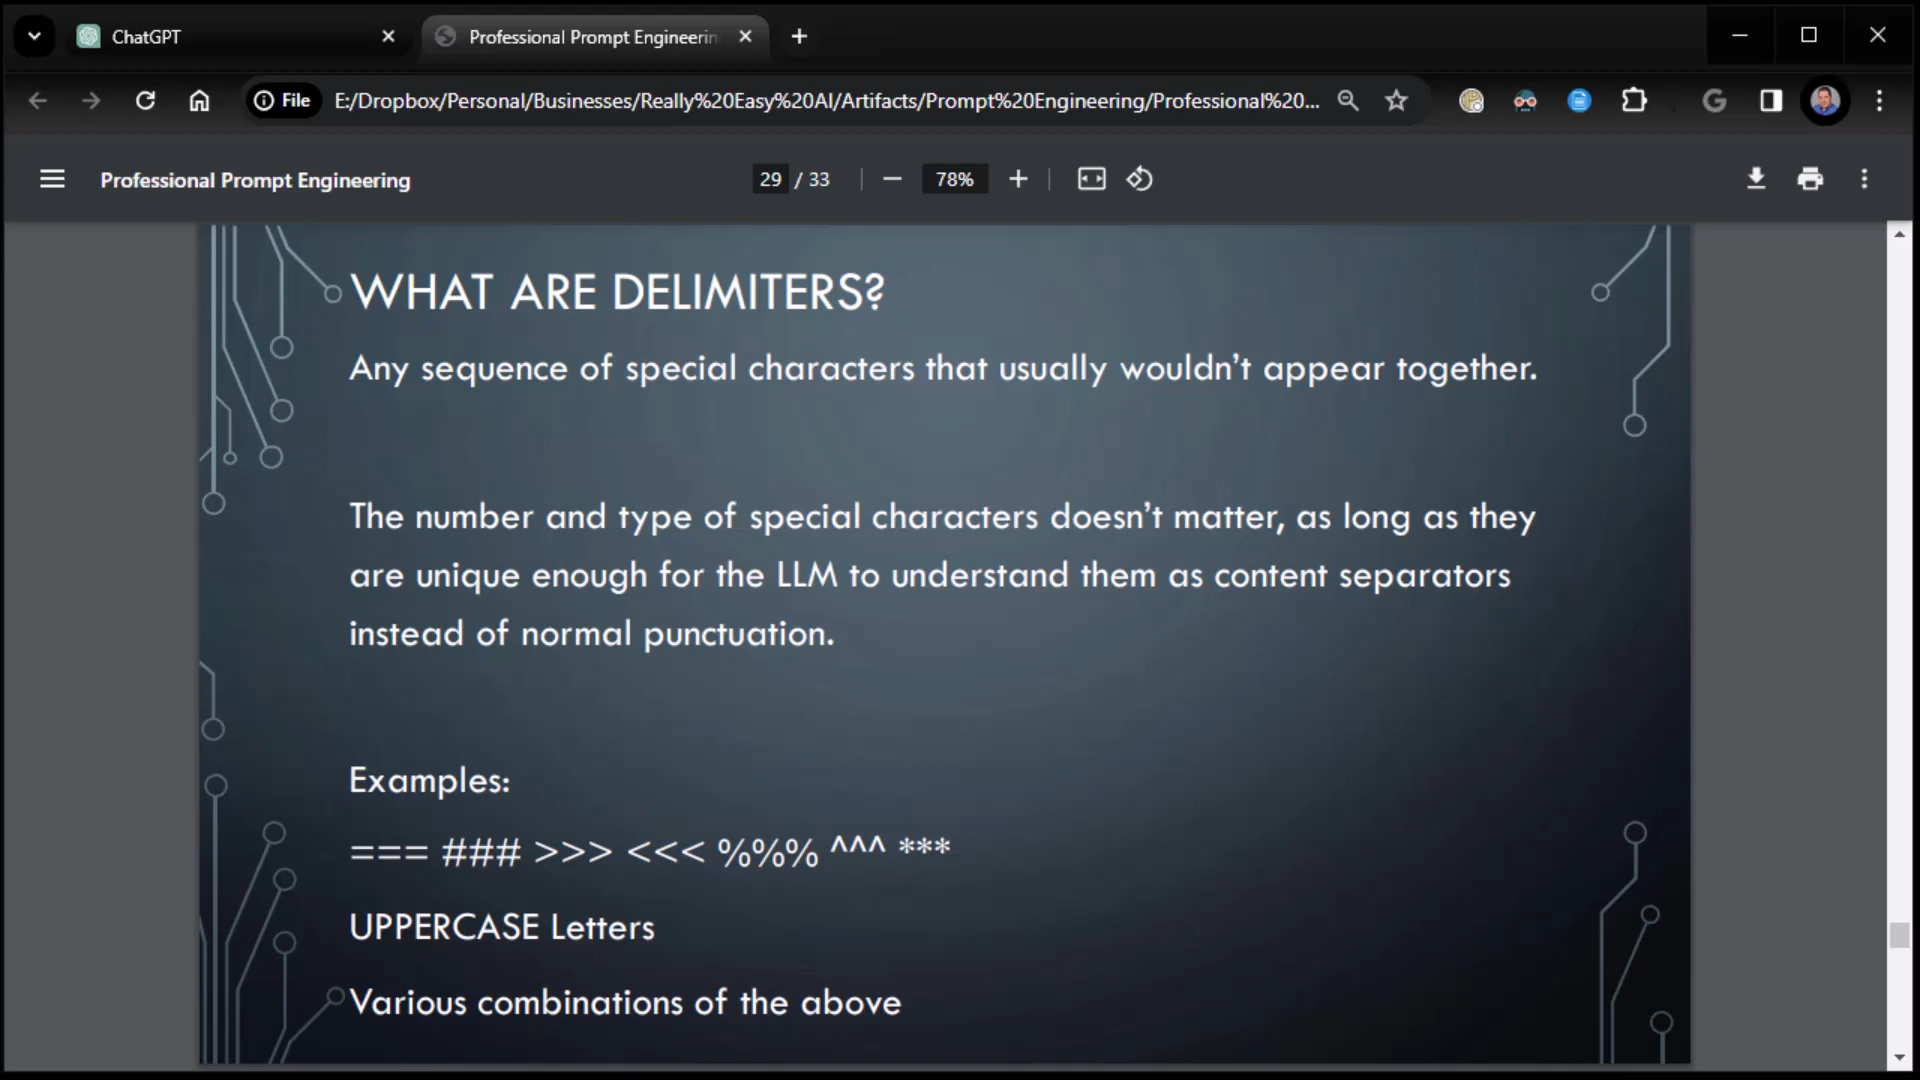 ChatGPT
Professional Prompt Engineerin
File
E:/Dropbox/Personal/Businesses/Really%20Easy%20AI/Artifacts/Prompt%20Engineering/Professional%20...
G
Professional Prompt Engineering
29 / 33
78%
WHAT ARE DELIMITERS?
Any sequence of special characters that usually wouldn’t appear together.
The number and type of special characters doesn’t matter, as long as they
are unique enough for the LLM to understand them as content separators
instead of normal punctuation.
Examples:
=== ### >>> <<< %%% ^^^ ***
UPPERCASE Letters
Various combinations of the above